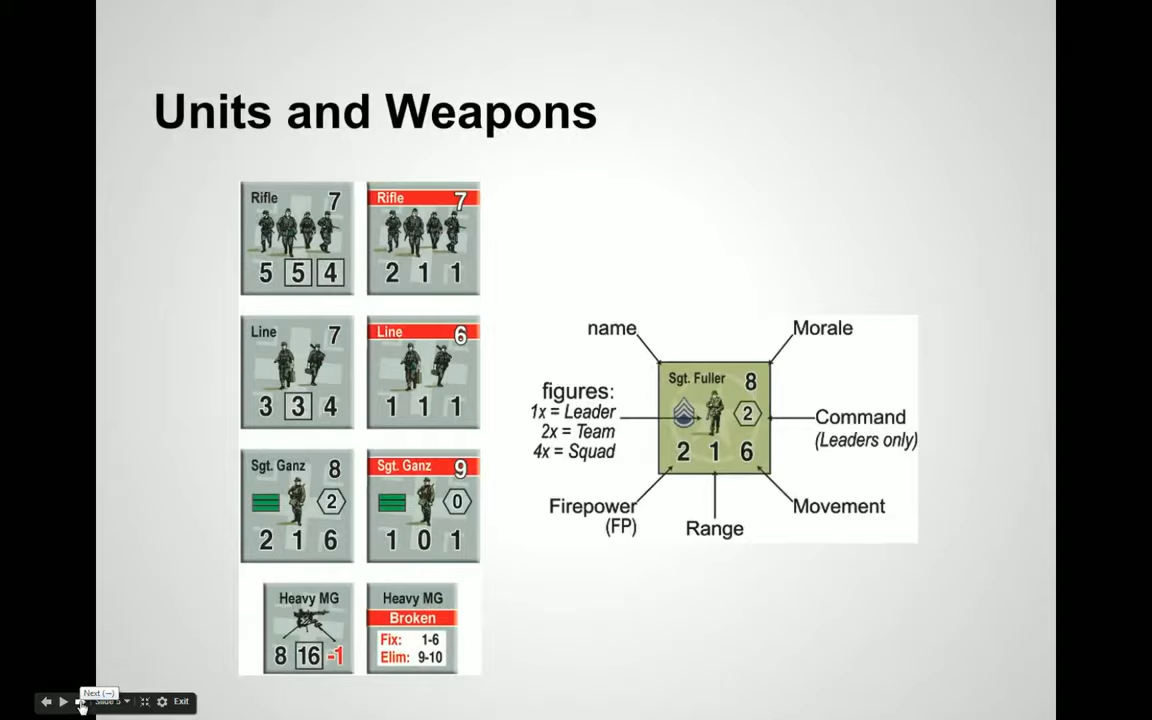 Units and Weapons
Rifle 7
5 5 4
Rifle 7
2 1 1
Line 7
3 3 4
Line 6
1 1 1
Sgt. Ganz 8
2
2 1 6
Sgt. Ganz 9
0
1 0 1
Heavy MG
8 16 -1
Heavy MG
Broken
Fix: 1-6
Elim: 9-10
name
Morale
Sgt. Fuller 8
2
2 1 6
figures:
1x = Leader
2x = Team
4x = Squad
Command
(Leaders only)
Firepower
(FP)
Range
Movement
Next (→)
Slide 5
Exit